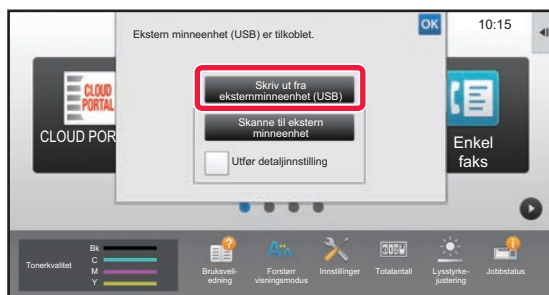 Ekstern minneenhet (USB) er tilkoblet.
OK
10:15
Skriv ut fra
eksternminneenhet (USB)
Skanne til ekstern
minneenhet
Utfør detaljinnstilling
CLOUD
PORTAL
CLOUD POR
Enkel
faks
Tonerkvalitet
Bk
C
M
Y
Bruksveil-
edning
Forstørr
visningsmodus
Innstillinger
Totalantall
Lysstyrke-
justering
Jobbstatus